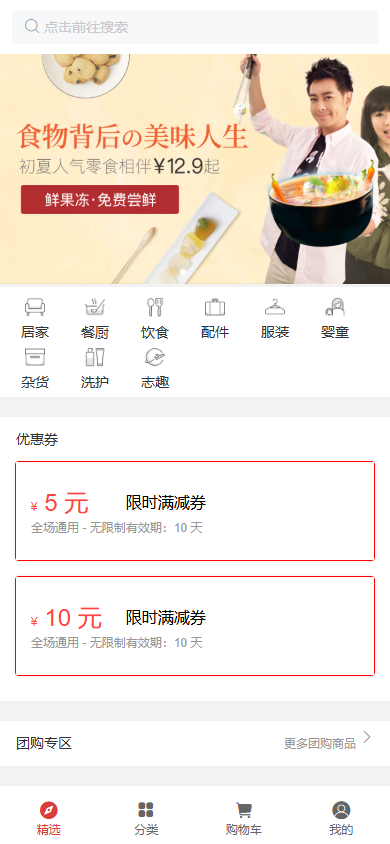 点击前往搜索
食物背后の美味人生
初夏人气零食相伴¥12.9起
鲜果冻·免费尝鲜
居家 餐厨 饮食 配件 服装 婴童
杂货 洗护 志趣
优惠券
¥ 5 元 限时满减券
全场通用 - 无限制有效期：10 天
¥ 10 元 限时满减券
全场通用 - 无限制有效期：10 天
团购专区 更多团购商品
精选 分类 购物车 我的